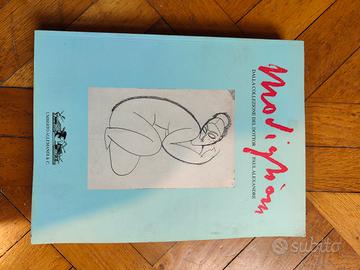 Modigliani
DALLA COLLEZIONE DEL DOTTOR PAUL ALEXANDRE
UMBERTO ALLEMANDI & C.
subito